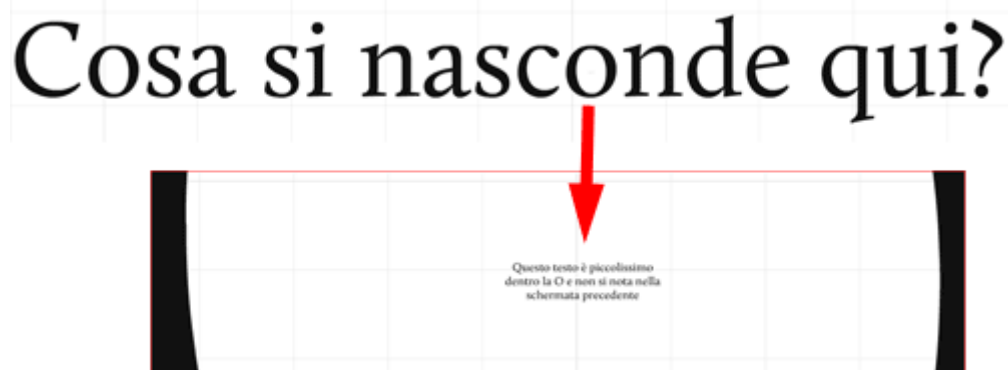 Cosa si nasconde qui?
Questo testo è piccolissimo
dentro la O e non si nota nella
schermata precedente